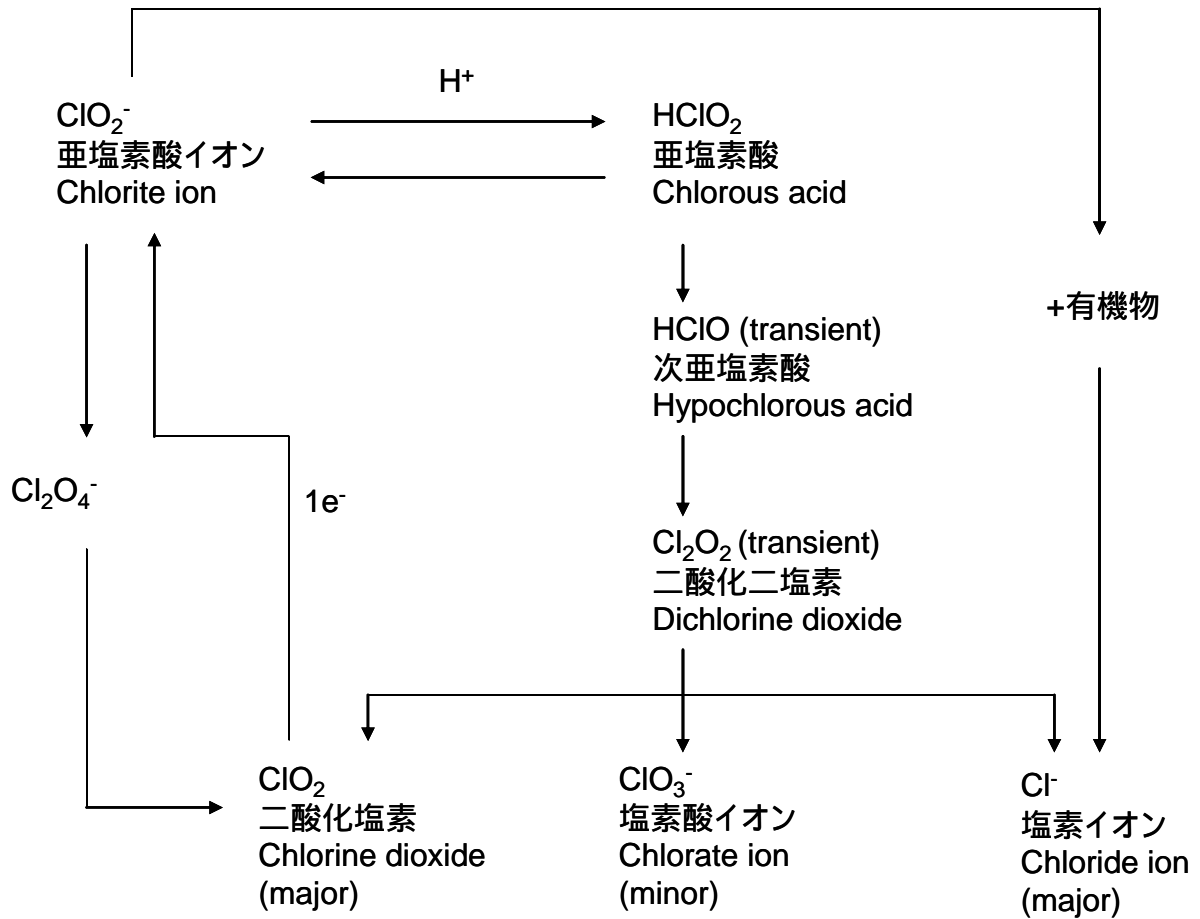 H⁺
ClO₂⁻
亜塩素酸イオン
Chlorite ion
HClO₂
亜塩素酸
Chlorous acid
+有機物
HClO (transient)
次亜塩素酸
Hypochlorous acid
Cl₂O₄⁻
1e⁻
Cl₂O₂ (transient)
二酸化二塩素
Dichlorine dioxide
ClO₂
二酸化塩素
Chlorine dioxide
(major)
ClO₃⁻
塩素酸イオン
Chlorate ion
(minor)
Cl⁻
塩素イオン
Chloride ion
(major)